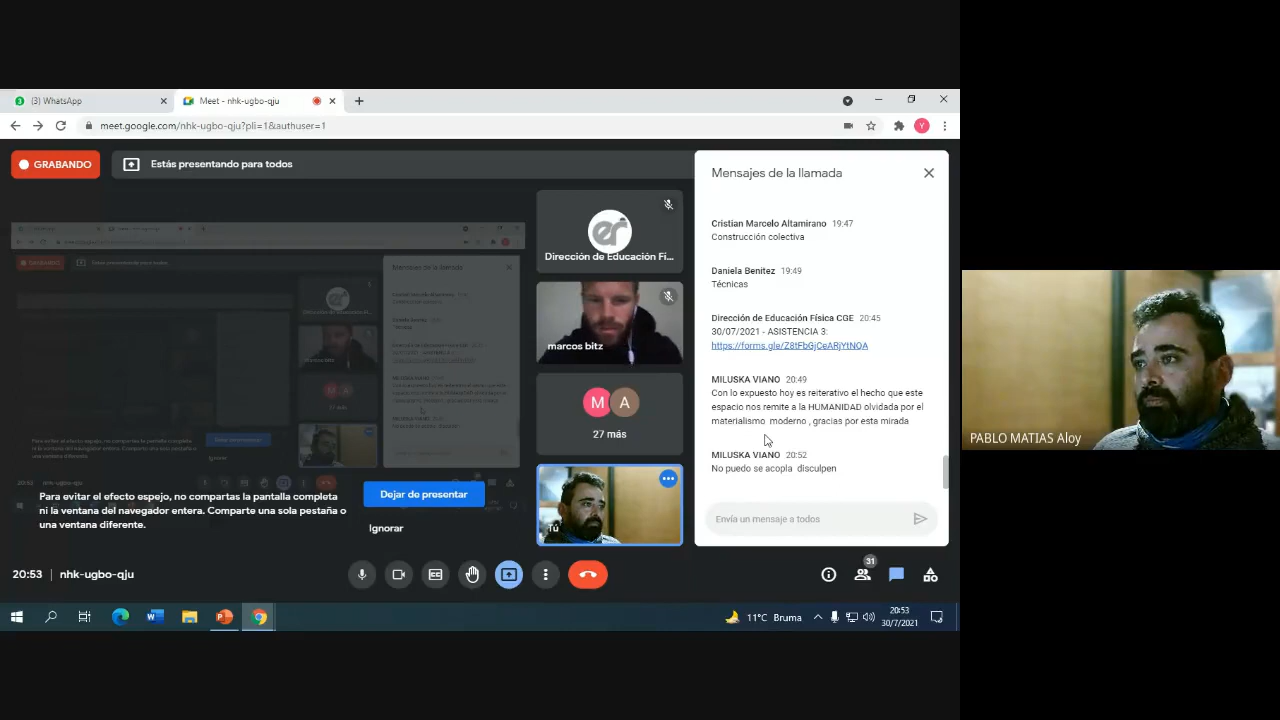 (3) WhatsApp
Meet - nhk-ugbo-qju
meet.google.com/nhk-ugbo-qju?pli=1&authuser=1
Y
GRABANDO
Estás presentando para todos
Mensajes de la llamada
Cristian Marcelo Altamirano 19:47
Construcción colectiva
Daniela Benitez 19:49
Técnicas
Dirección de Educación Física CGE 20:45
30/07/2021 - ASISTENCIA 3:
https://forms.gle/Z8tFbGjCeARjYtNQA
MILUSKA VIANO 20:49
Con lo expuesto hoy es reiterativo el hecho que este
espacio nos remite a la HUMANIDAD olvidada por el
materialismo moderno , gracias por esta mirada
MILUSKA VIANO 20:52
No puedo se acopla disculpen
Envía un mensaje a todos
er
Dirección de Educación Fí...
marcos bitz
M A
27 más
Tú
Para evitar el efecto espejo, no compartas la pantalla completa
ni la ventana del navegador entera. Comparte una sola pestaña o
una ventana diferente.
Dejar de presentar
Ignorar
20:53 | nhk-ugbo-qju
31
11°C Bruma
20:53
30/7/2021
PABLO MATIAS Aloy